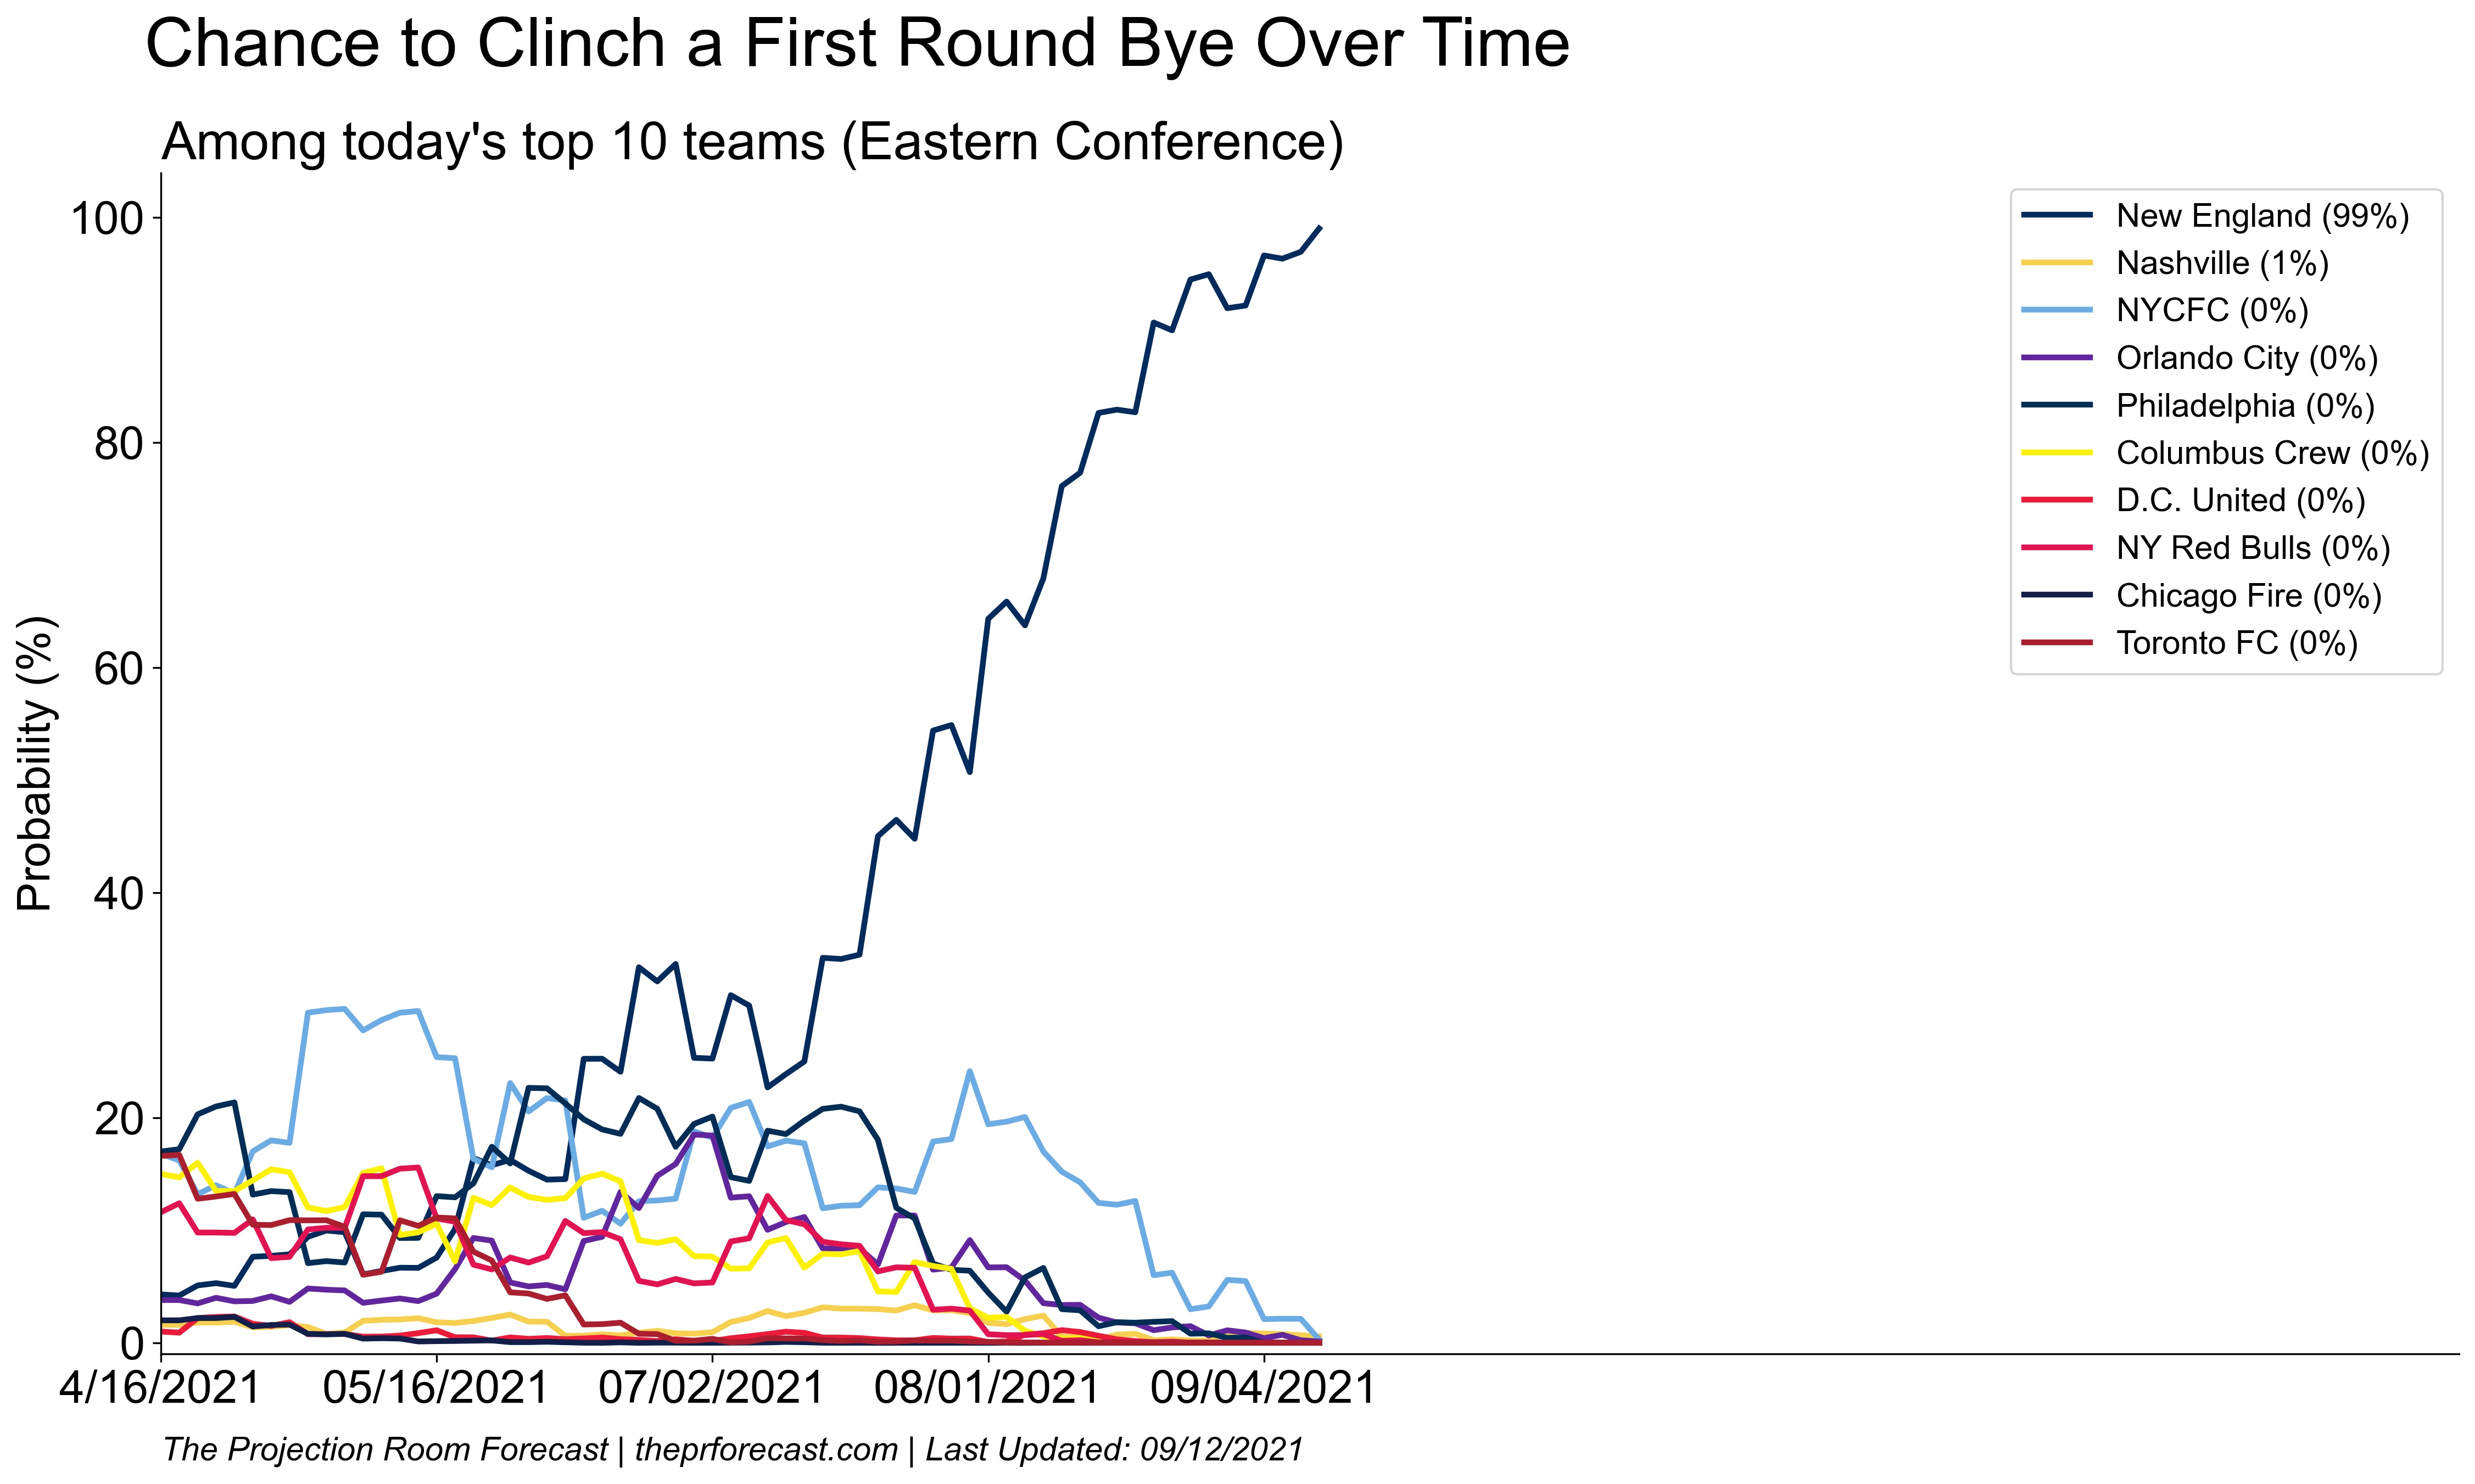 Chance to Clinch a First Round Bye Over Time
Among today's top 10 teams (Eastern Conference)
100
80
60
40
20
0
Probability (%)
New England (99%)
Nashville (1%)
NYCFC (0%)
Orlando City (0%)
Philadelphia (0%)
Columbus Crew (0%)
D.C. United (0%)
NY Red Bulls (0%)
Chicago Fire (0%)
Toronto FC (0%)
4/16/2021 05/16/2021 07/02/2021 08/01/2021 09/04/2021
The Projection Room Forecast | theprforecast.com | Last Updated: 09/12/2021